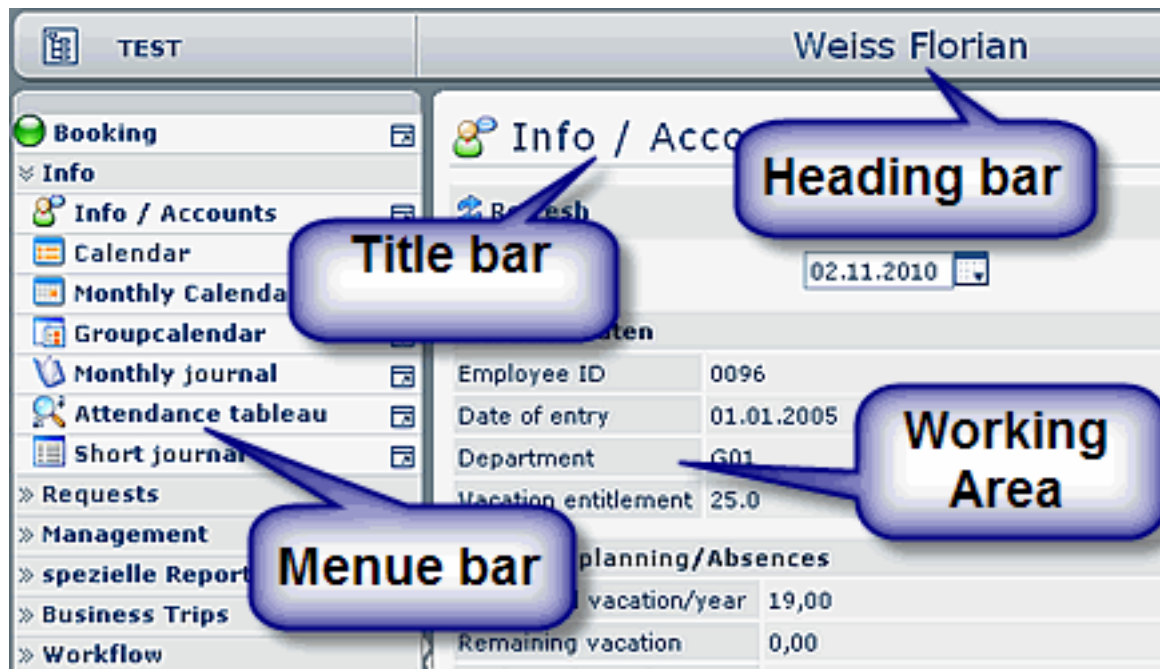 TEST
Weiss Florian
Booking
Info
Info / Accounts
Calendar
Monthly
Groupcalendar
Monthly journal
Attendance tableau
Short journal
Requests
Management
spezielle
Business Trips
Workflow
Menue bar
Info /
Title bar
Heading bar
Refresh
02.11.2010
Employee ID 0096
Date of entry 01.01.2005
Department G01
Vacation entitlement 25.0
Working
Area
planning/Absences
vacation/year 19,00
Remaining vacation 0,00